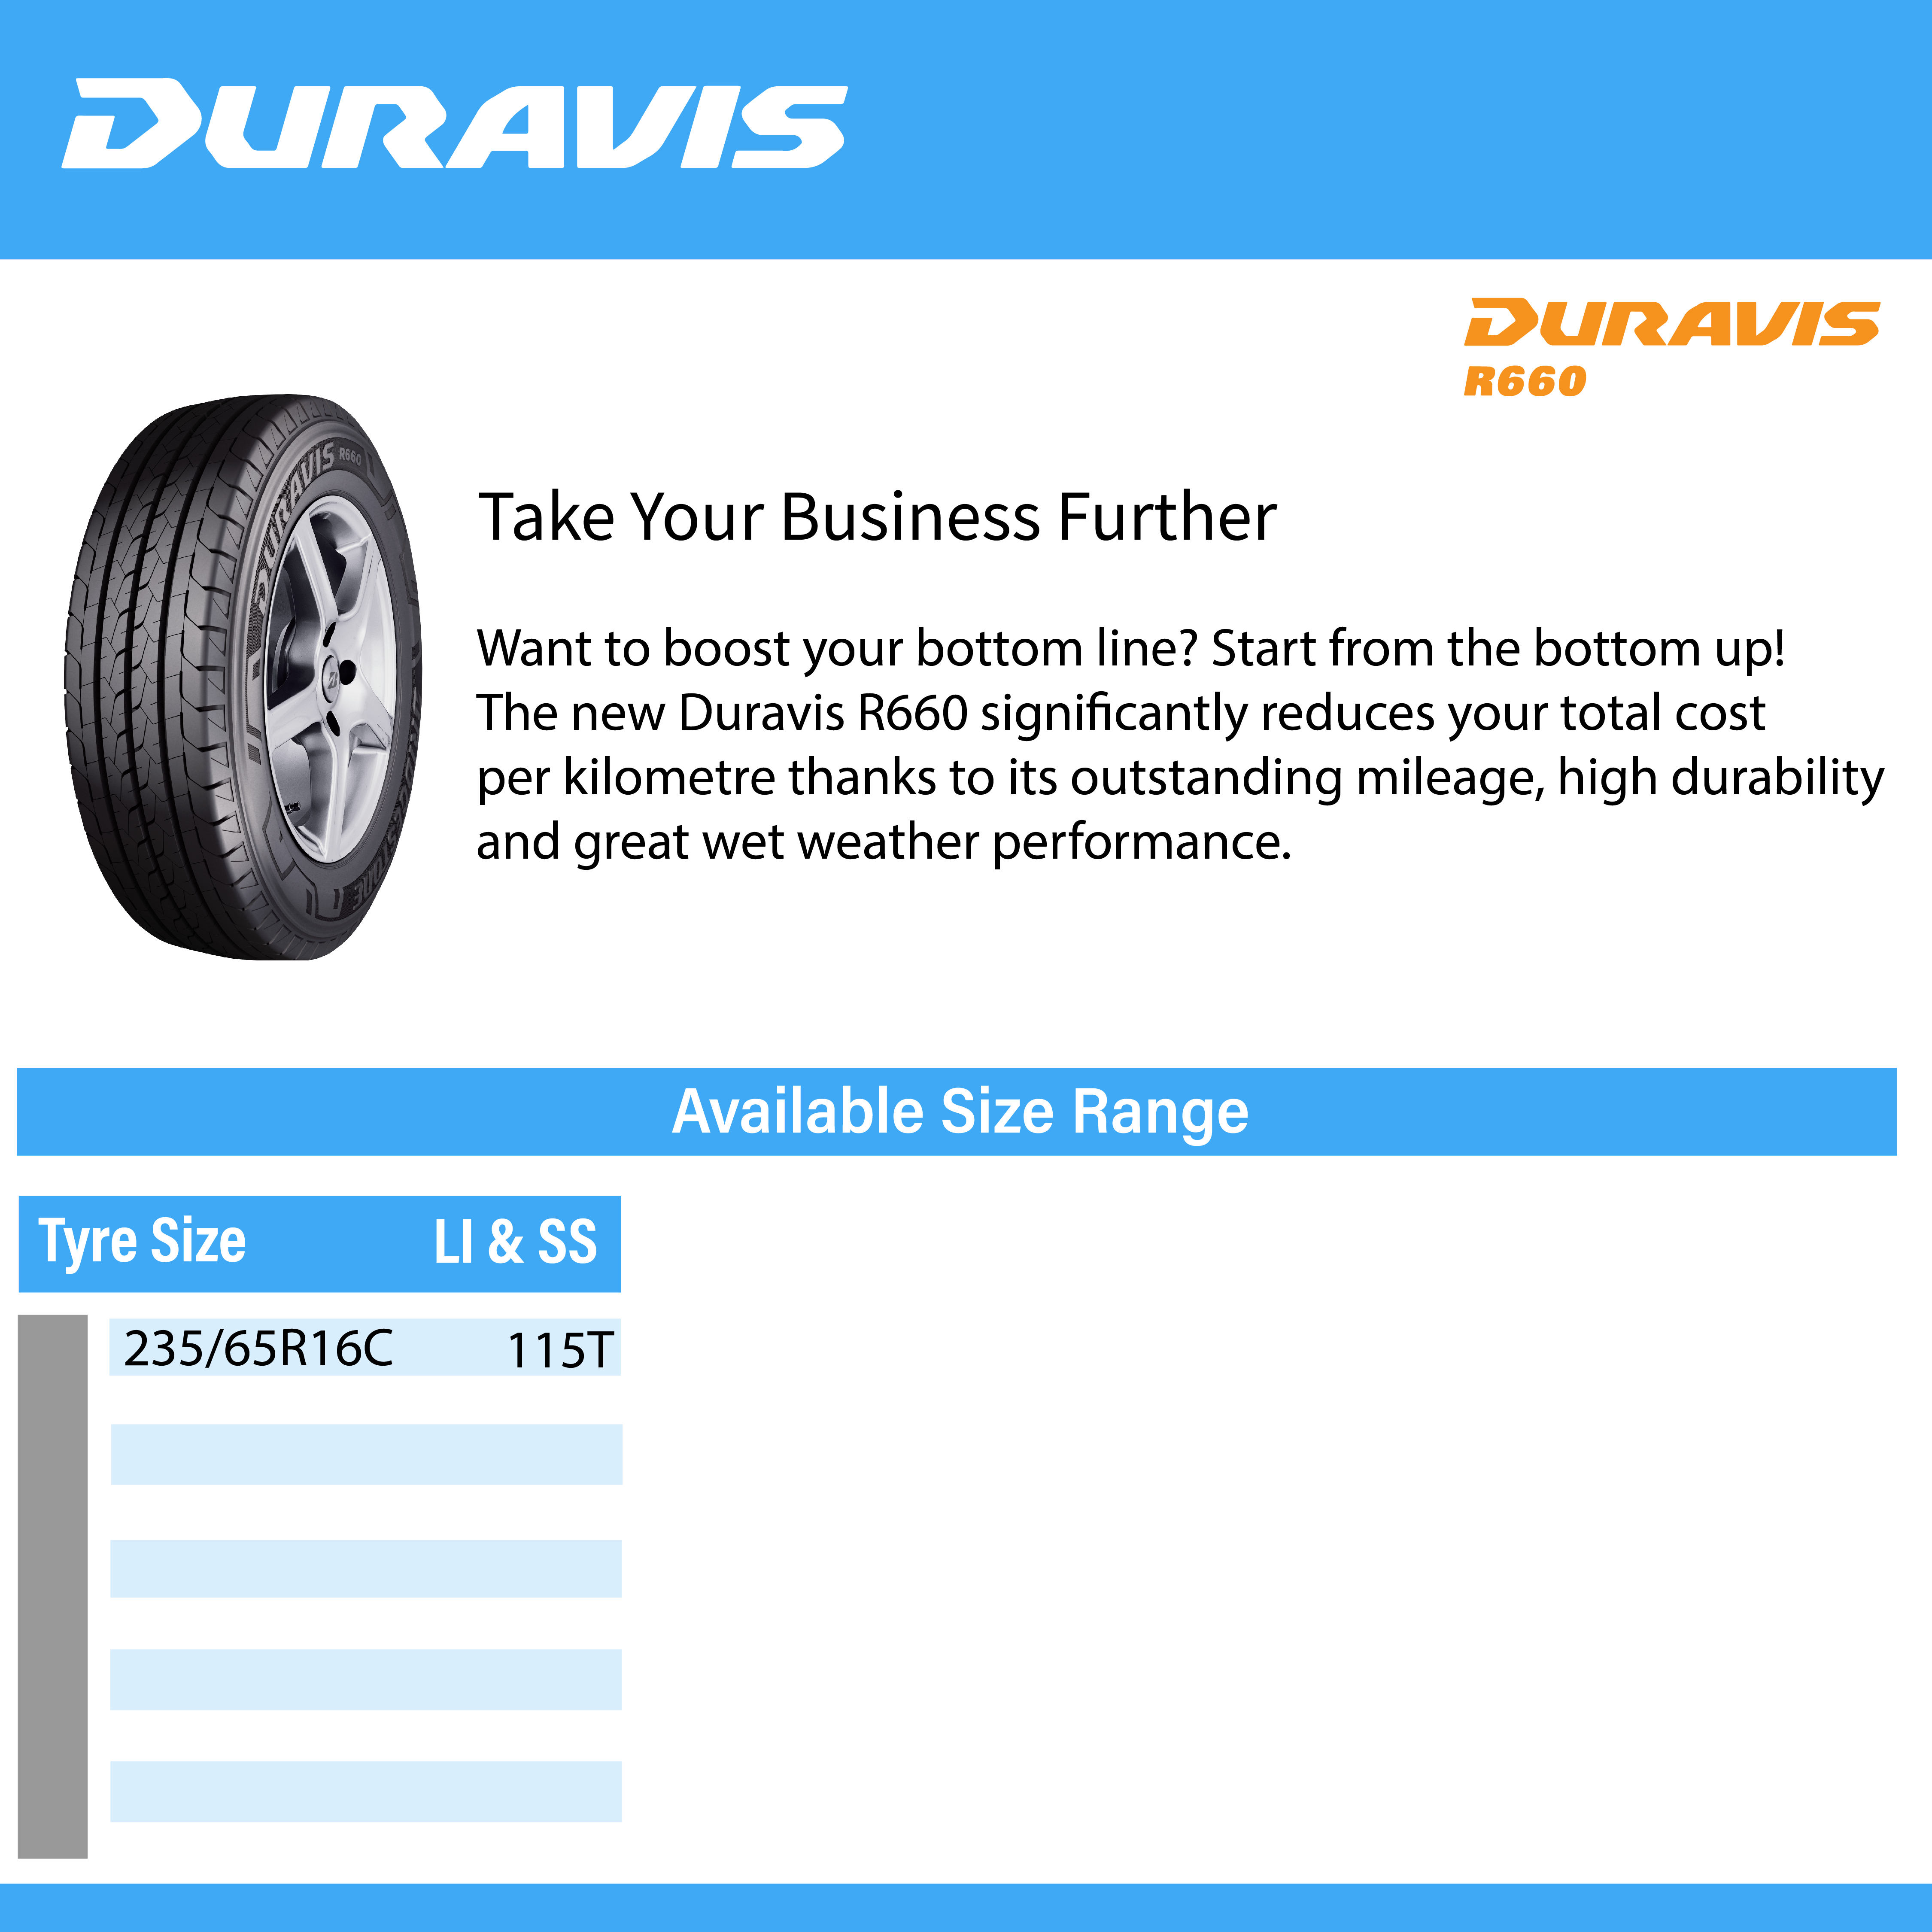 DURAVIS
DURAVIS
R660
DURAVIS R660
Take Your Business Further
Want to boost your bottom line? Start from the bottom up!
The new Duravis R660 significantly reduces your total cost
per kilometre thanks to its outstanding mileage, high durability
and great wet weather performance.
Available Size Range
Tyre Size LI & SS
235/65R16C 115T